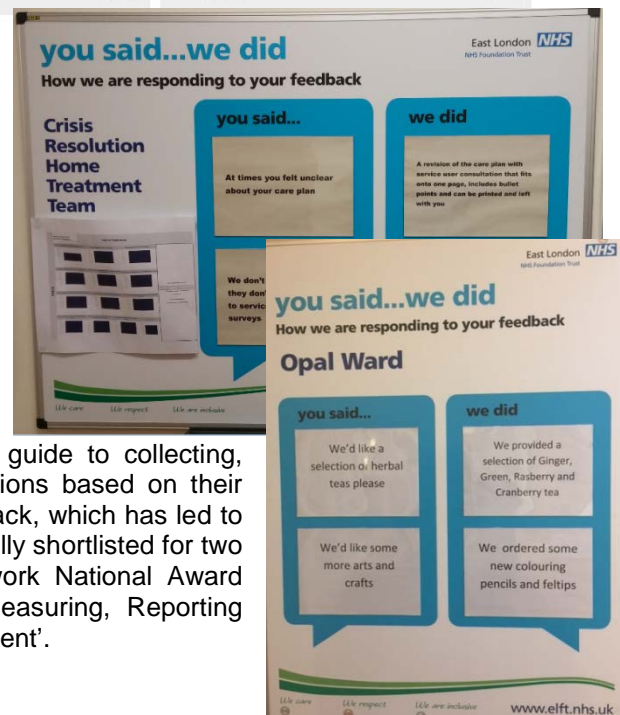 you said...we did
East London NHS
NHS Foundation Trust
How we are responding to your feedback
Crisis
Resolution
Home
Treatment
Team
you said...
At times you felt unclear
about your care plan
we did
A revision of the care plan with
service user consultation that fits
onto one page, includes bullet
points and can be printed and left
with you
We don't
they
to
surveys
We care
We respect
We are inclusive
East London NHS
NHS Foundation Trust
you said...we did
How we are responding to your feedback
Opal Ward
you said...
We'd like a
selection of herbal
teas please
We'd like some
more arts and
crafts
we did
We provided a
selection of Ginger,
Green, Rasberry and
Cranberry tea
We ordered some
new colouring
pencils and feltips
We care
We respect
We are inclusive
www.elft.nhs.uk
guide to collecting,
based on their
which has led to
shortlisted for two
National Award
Reporting